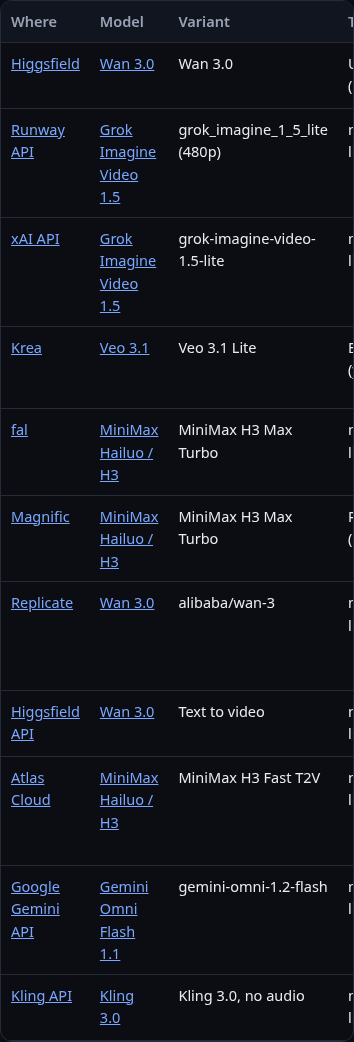 Where Model Variant
Higgsfield Wan 3.0 Wan 3.0
Runway Grok grok_imagine_1_5_lite
API Imagine (480p)
Video
1.5
xAI API Grok grok-imagine-video-
Imagine 1.5-lite
Video
1.5
Krea Veo 3.1 Veo 3.1 Lite
fal MiniMax MiniMax H3 Max
Hailuo / Turbo
H3
Magnific MiniMax MiniMax H3 Max
Hailuo / Turbo
H3
Replicate Wan 3.0 alibaba/wan-3
Higgsfield Wan 3.0 Text to video
API
Atlas MiniMax MiniMax H3 Fast T2V
Cloud Hailuo /
H3
Google Gemini gemini-omni-1.2-flash
Gemini Omni
API Flash
1.1
Kling API Kling Kling 3.0, no audio
3.0